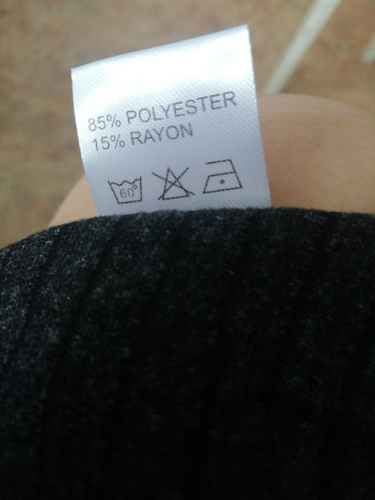 85% POLYESTER
15% RAYON
60°